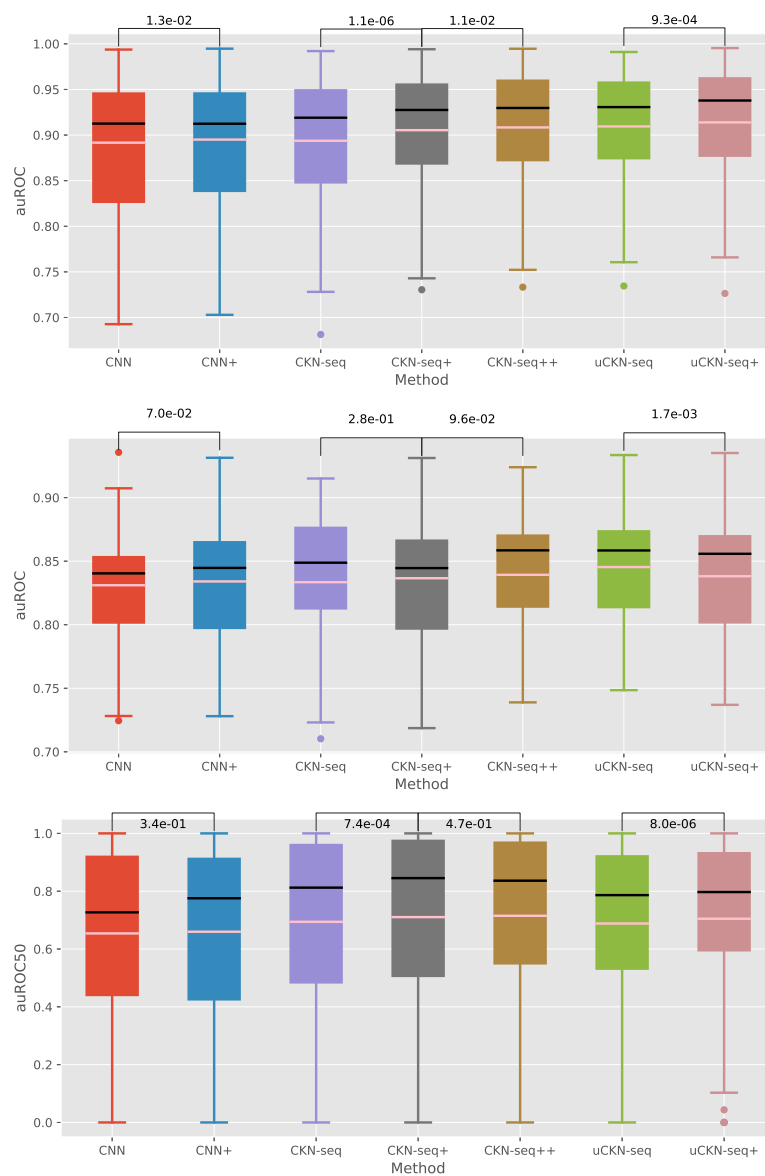 1.3e-02 1.1e-06 1.1e-02 9.3e-04
1.00
0.95
0.90
0.85
0.80
0.75
0.70
auROC
CNN CNN+ CKN-seq CKN-seq+ CKN-seq++ uCKN-seq uCKN-seq+
Method
7.0e-02 2.8e-01 9.6e-02 1.7e-03
0.90
0.85
0.80
0.75
0.70
auROC
CNN CNN+ CKN-seq CKN-seq+ CKN-seq++ uCKN-seq uCKN-seq+
Method
3.4e-01 7.4e-04 4.7e-01 8.0e-06
1.0
0.8
0.6
0.4
0.2
0.0
auROC50
CNN CNN+ CKN-seq CKN-seq+ CKN-seq++ uCKN-seq uCKN-seq+
Method